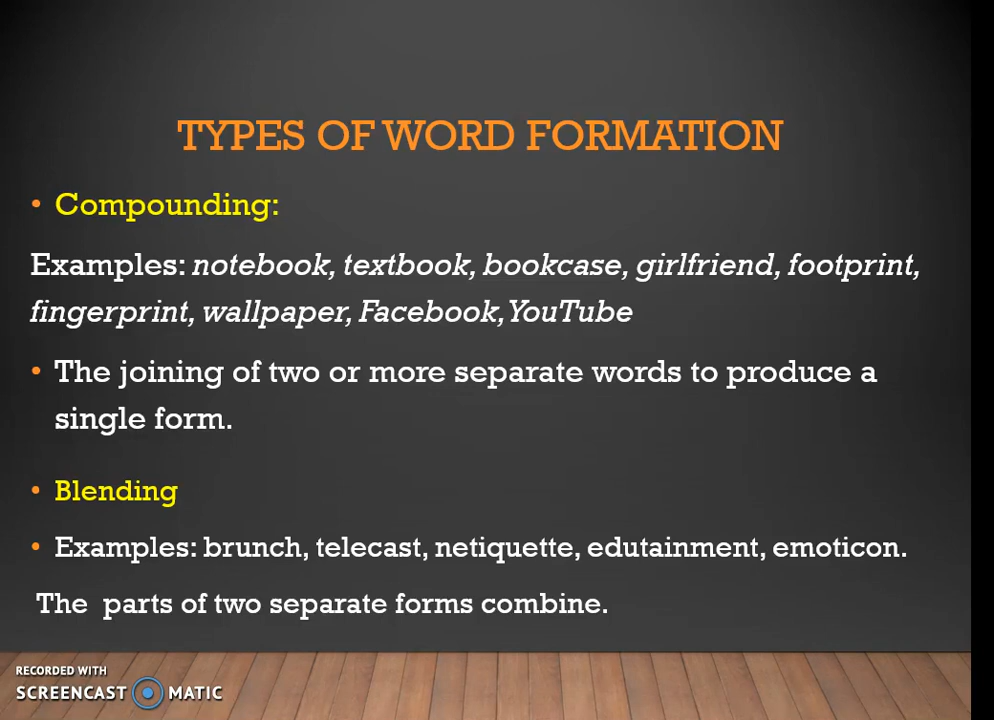 TYPES OF WORD FORMATION
• Compounding:
Examples: notebook, textbook, bookcase, girlfriend, footprint,
fingerprint, wallpaper, Facebook, YouTube
• The joining of two or more separate words to produce a
single form.
• Blending
• Examples: brunch, telecast, netiquette, edutainment, emoticon.
The parts of two separate forms combine.
RECORDED WITH
SCREENCAST MATIC